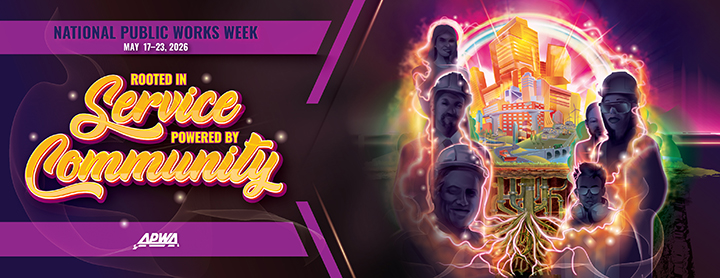 NATIONAL PUBLIC WORKS WEEK
MAY 17–23, 2026
ROOTED IN
Service
POWERED BY
Community
APWA